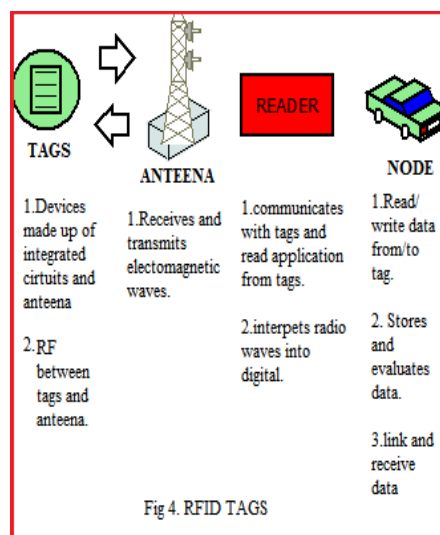 TAGS
1.Devices
made up of
integrated
cirtuits and
anteena
2.RF
between
tags and
anteena.
ANTEENA
1.Receives and
transmits
electomagnetic
waves.
READER
1.communicates
with tags and
read application
from tags.
2.interpets radio
waves into
digital.
NODE
1.Read/
write data
from/to
tag.
2. Stores
and
evaluates
data.
3.link and
receive
data
Fig 4. RFID TAGS